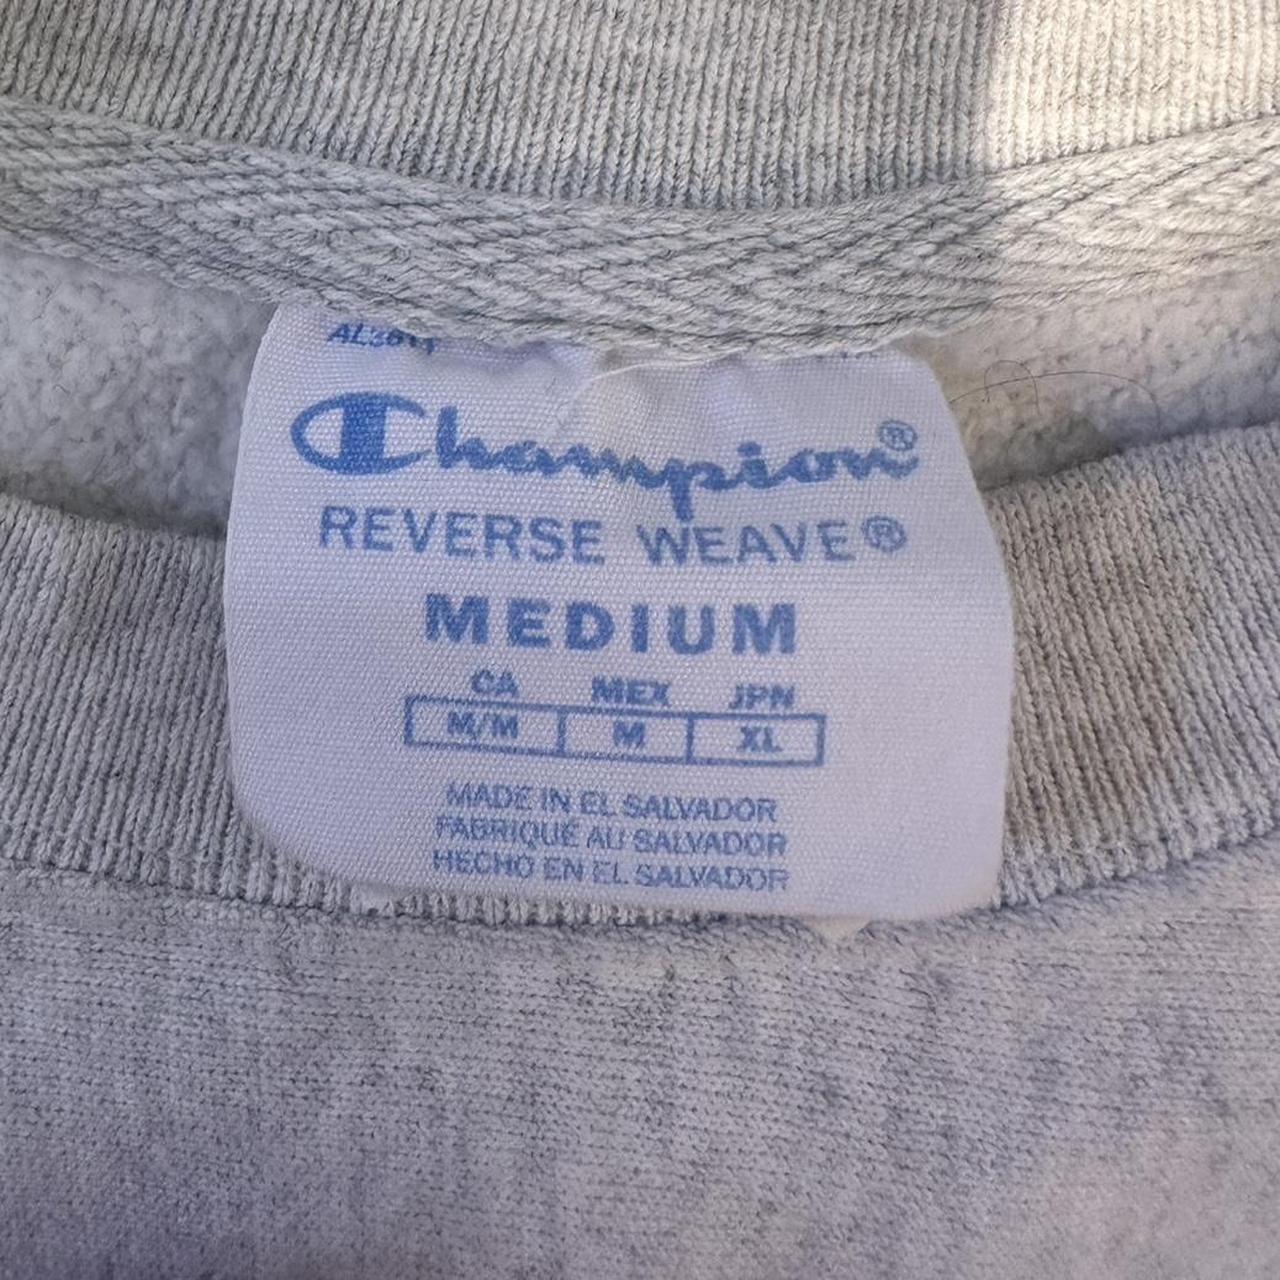 Champion®
REVERSE WEAVE®
MEDIUM
CA MEX JPN
M/M M XL
MADE IN EL SALVADOR
FABRIQUÉ AU SALVADOR
HECHO EN EL SALVADOR